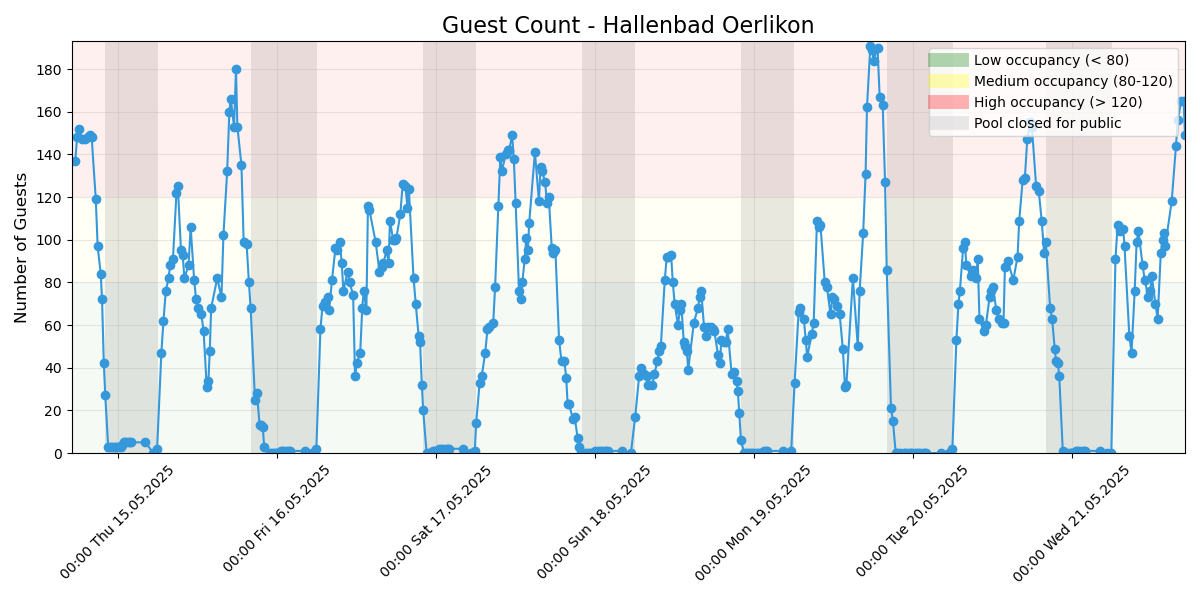 Guest Count - Hallenbad Oerlikon
Number of Guests
180
160
140
120
100
80
60
40
20
0
Low occupancy (< 80)
Medium occupancy (80-120)
High occupancy (> 120)
Pool closed for public
00:00 Thu 15.05.2025
00:00 Fri 16.05.2025
00:00 Sat 17.05.2025
00:00 Sun 18.05.2025
00:00 Mon 19.05.2025
00:00 Tue 20.05.2025
00:00 Wed 21.05.2025